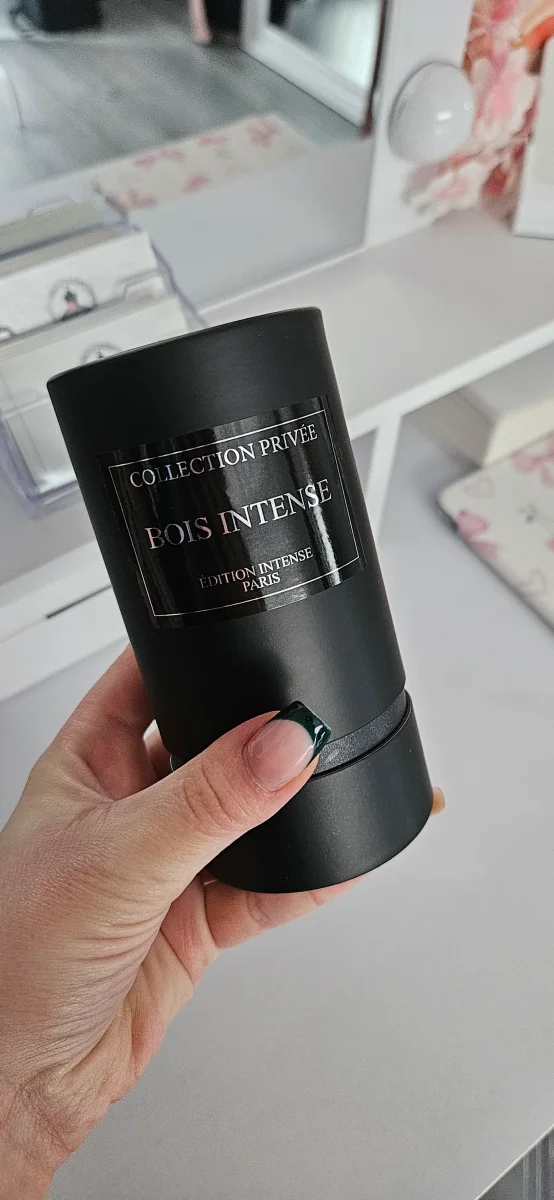 COLLECTION PRIVÉE
BOIS INTENSE
ÉDITION INTENSE
PARIS